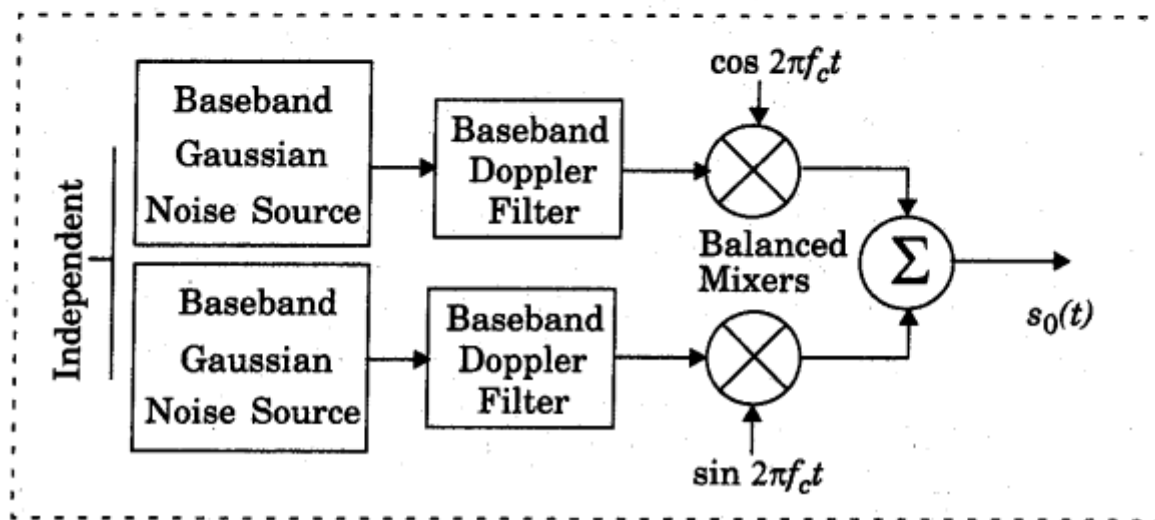 cos 2πf_ct
Baseband
Gaussian
Noise Source
Baseband
Doppler
Filter
Independent
Balanced
Mixers
Σ
s_0(t)
Baseband
Gaussian
Noise Source
Baseband
Doppler
Filter
sin 2πf_ct